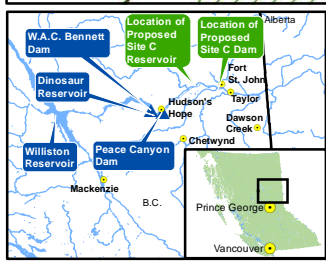 Location of
Proposed
Site C
Reservoir
Location of
Proposed
Site C Dam
Alberta
W.A.C. Bennett
Dam
Fort
St. John
Dinosaur
Reservoir
Taylor
Hudson's
Hope
Dawson
Creek
Williston
Reservoir
Peace Canyon
Dam
Chetwynd
Mackenzie
B.C.
Prince George
Vancouver